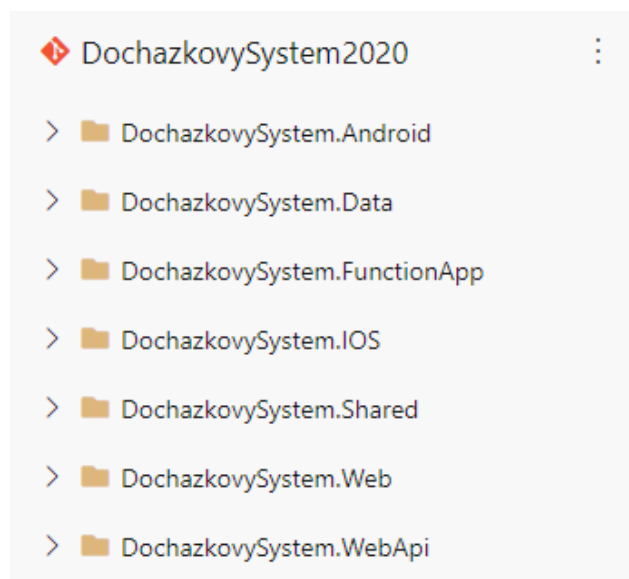 DochazkovySystem2020
DochazkovySystem.Android
DochazkovySystem.Data
DochazkovySystem.FunctionApp
DochazkovySystem.IOS
DochazkovySystem.Shared
DochazkovySystem.Web
DochazkovySystem.WebApi